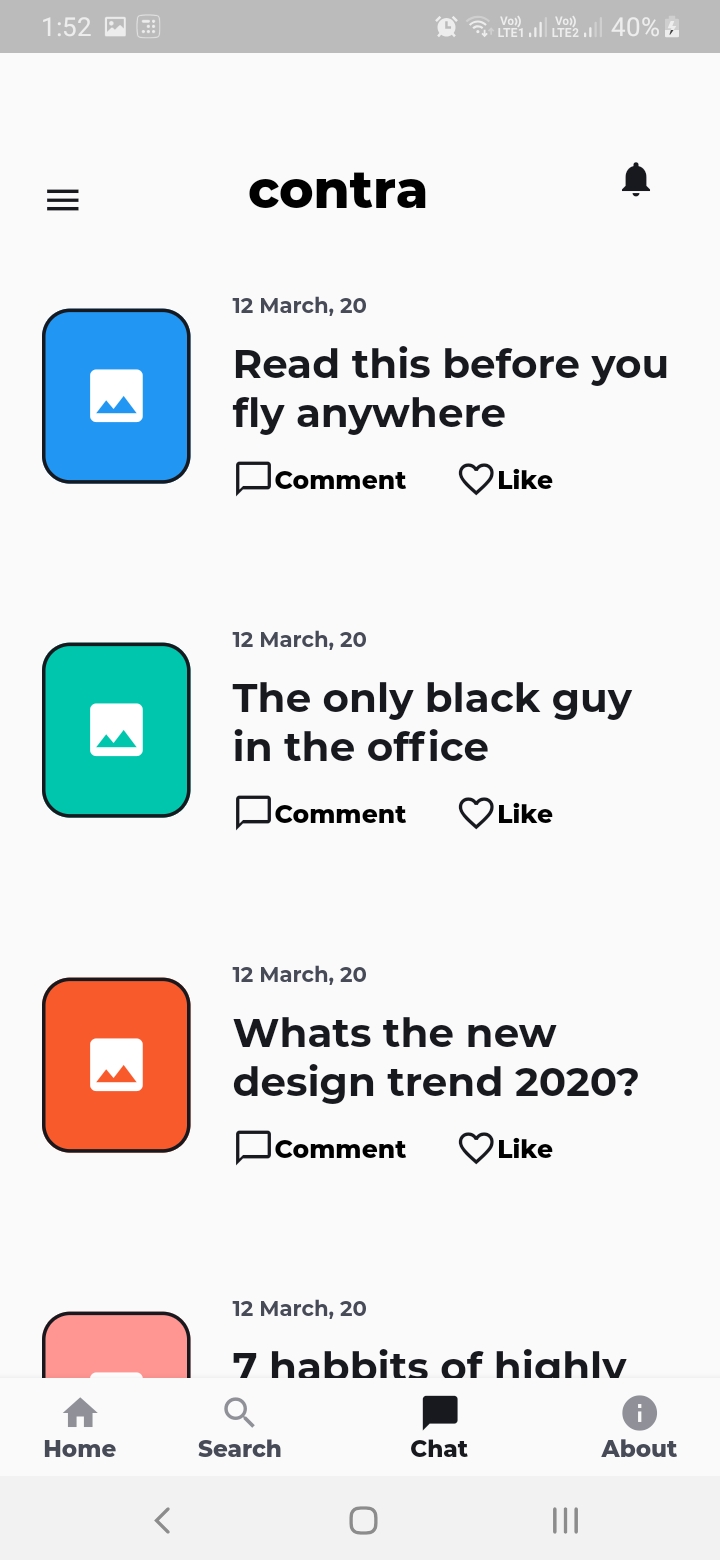 1:52
Vo)) LTE1 Vo)) LTE2 40%
contra
12 March, 20
Read this before you
fly anywhere
Comment Like
12 March, 20
The only black guy
in the office
Comment Like
12 March, 20
Whats the new
design trend 2020?
Comment Like
12 March, 20
7 habbits of highly
Home Search Chat About